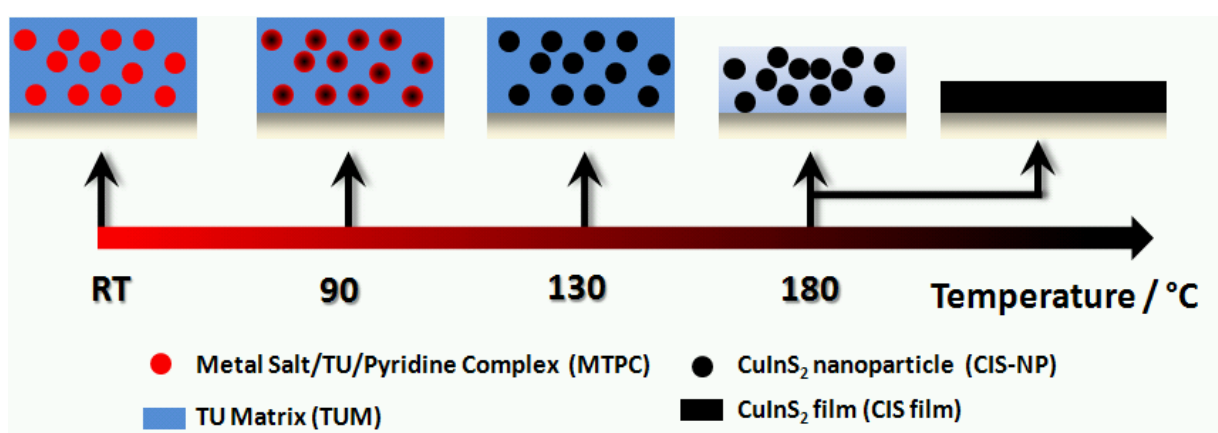 RT 90 130 180 Temperature / °C
Metal Salt/TU/Pyridine Complex (MTPC) CuInS₂ nanoparticle (CIS-NP)
TU Matrix (TUM) CuInS₂ film (CIS film)